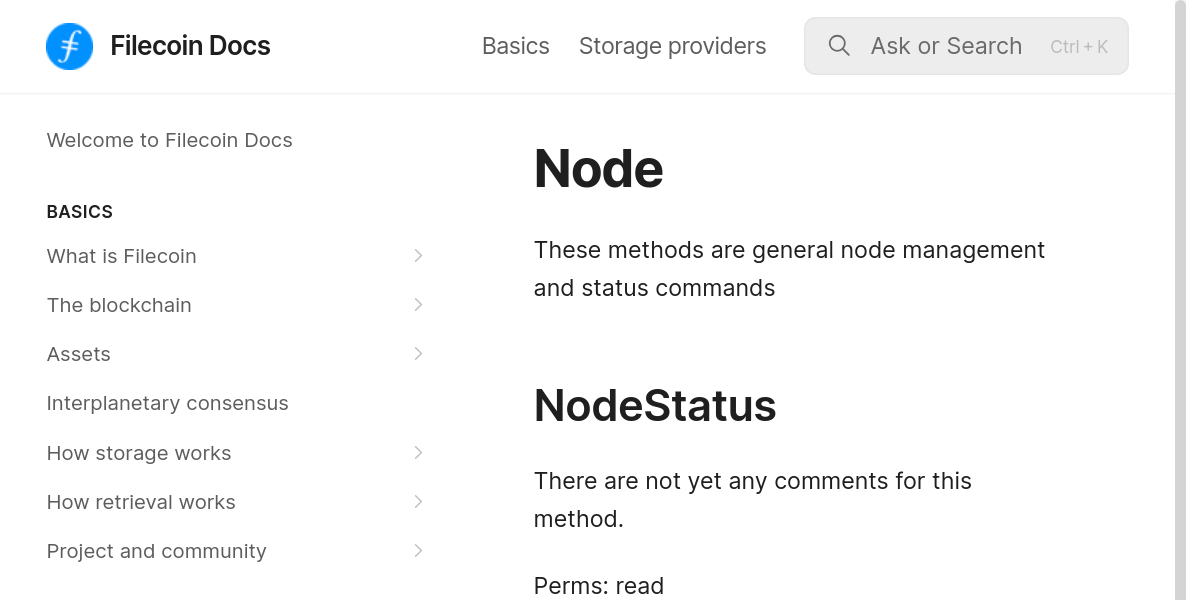 Filecoin Docs
Basics
Storage providers
Ask or Search
Ctrl + K
Welcome to Filecoin Docs
BASICS
What is Filecoin
The blockchain
Assets
Interplanetary consensus
How storage works
How retrieval works
Project and community
Node
These methods are general node management
and status commands
NodeStatus
There are not yet any comments for this
method.
Perms: read